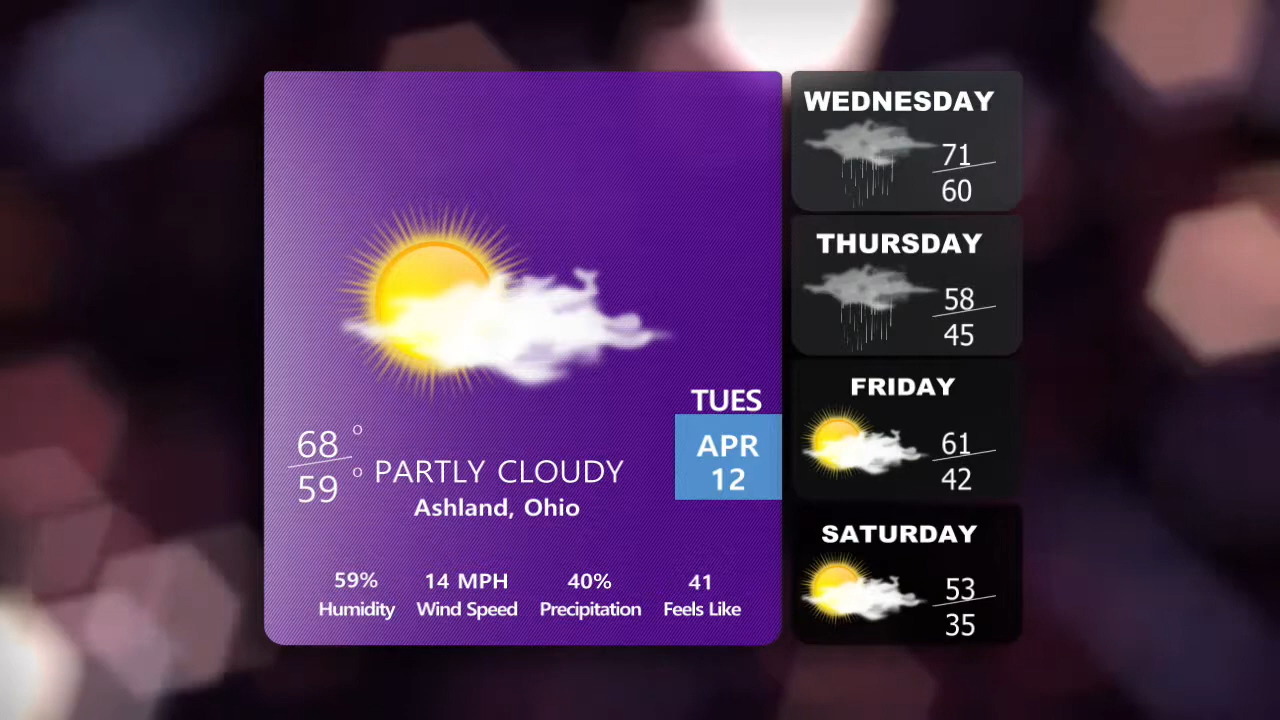 TUES
APR
12
68°
59°
PARTLY CLOUDY
Ashland, Ohio
59%
Humidity
14 MPH
Wind Speed
40%
Precipitation
41
Feels Like
WEDNESDAY
71
60
THURSDAY
58
45
FRIDAY
61
42
SATURDAY
53
35